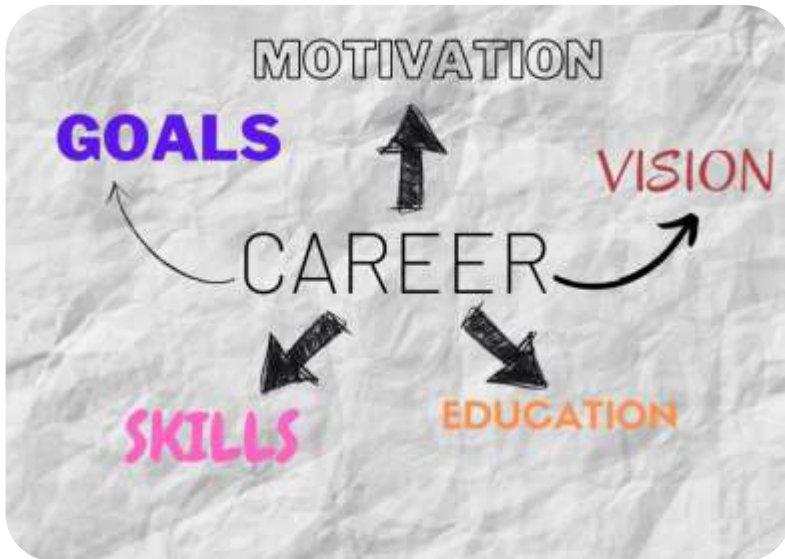 MOTIVATION
GOALS
VISION
CAREER
SKILLS
EDUCATION